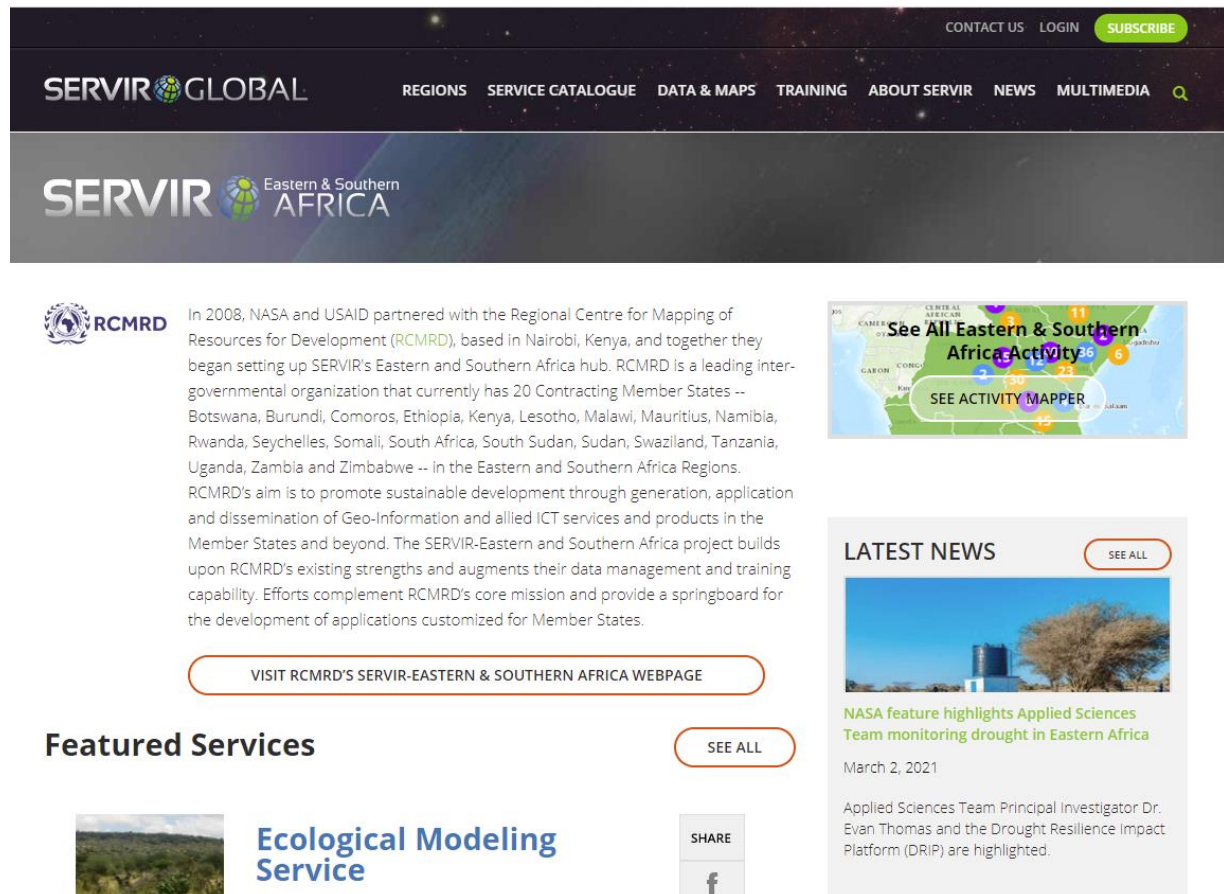 CONTACT US LOGIN SUBSCRIBE
SERVIR GLOBAL
REGIONS SERVICE CATALOGUE DATA & MAPS TRAINING ABOUT SERVIR NEWS MULTIMEDIA
SERVIR Eastern & Southern
AFRICA
RCMRD
In 2008, NASA and USAID partnered with the Regional Centre for Mapping of
Resources for Development (RCMRD), based in Nairobi, Kenya, and together they
began setting up SERVIR's Eastern and Southern Africa hub. RCMRD is a leading inter-
governmental organization that currently has 20 Contracting Member States --
Botswana, Burundi, Comoros, Ethiopia, Kenya, Lesotho, Malawi, Mauritius, Namibia,
Rwanda, Seychelles, Somali, South Africa, South Sudan, Sudan, Swaziland, Tanzania,
Uganda, Zambia and Zimbabwe -- in the Eastern and Southern Africa Regions.
RCMRD's aim is to promote sustainable development through generation, application
and dissemination of Geo-Information and allied ICT services and products in the
Member States and beyond. The SERVIR-Eastern and Southern Africa project builds
upon RCMRD's existing strengths and augments their data management and training
capability. Efforts complement RCMRD's core mission and provide a springboard for
the development of applications customized for Member States.
VISIT RCMRD'S SERVIR-EASTERN & SOUTHERN AFRICA WEBPAGE
Featured Services
SEE ALL
Ecological Modeling
Service
SHARE
See All Eastern & Southern
Africa Activity
SEE ACTIVITY MAPPER
11
3
36
6
12
2
23
30
15
GABON
LATEST NEWS
SEE ALL
NASA feature highlights Applied Sciences
Team monitoring drought in Eastern Africa
March 2, 2021
Applied Sciences Team Principal Investigator Dr.
Evan Thomas and the Drought Resilience Impact
Platform (DRIP) are highlighted.